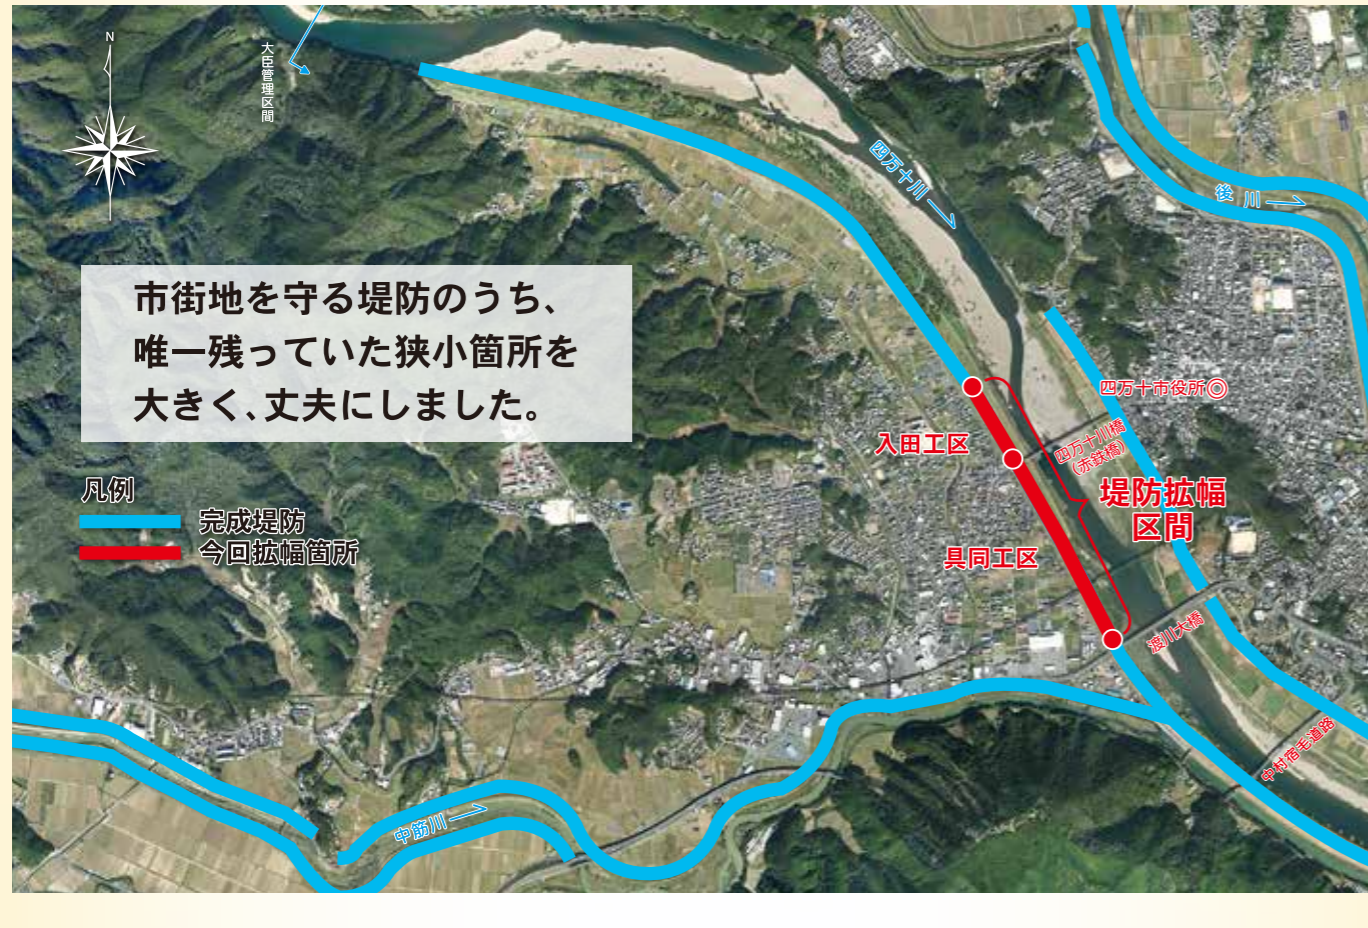 N
大臣管理区間
四万十川
後川
市街地を守る堤防のうち、
唯一残っていた狭小箇所を
大きく、丈夫にしました。
四万十市役所◎
入田工区
四万十川橋
(赤鉄橋)
凡例
完成堤防
今回拡幅箇所
堤防拡幅
区間
具同工区
渡川大橋
中村宿毛道路
中筋川